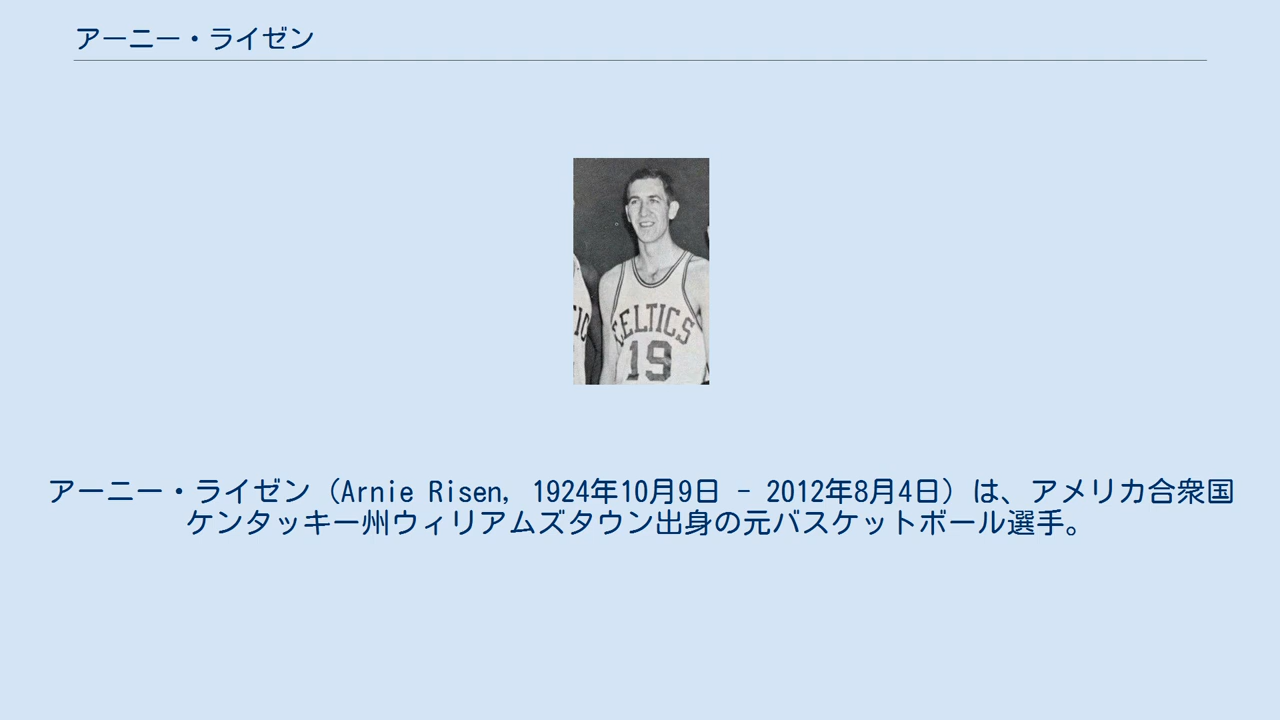 アーニー・ライゼン
CELTICS
19
アーニー・ライゼン（Arnie Risen, 1924年10月9日 - 2012年8月4日）は、アメリカ合衆国
ケンタッキー州ウィリアムズタウン出身の元バスケットボール選手。